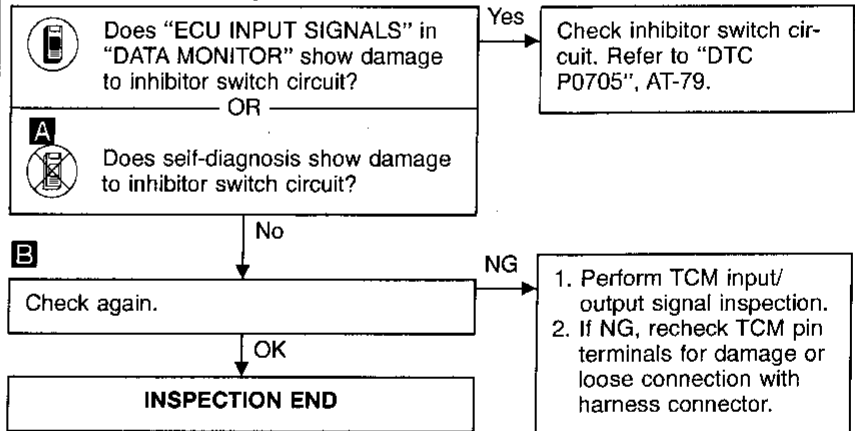 Does “ECU INPUT SIGNALS” in
“DATA MONITOR” show damage
to inhibitor switch circuit?
OR
A
Does self-diagnosis show damage
to inhibitor switch circuit?
Yes
Check inhibitor switch cir-
cuit. Refer to “DTC
P0705”, AT-79.
No
B
Check again.
NG
1. Perform TCM input/
output signal inspection.
2. If NG, recheck TCM pin
terminals for damage or
loose connection with
harness connector.
OK
INSPECTION END